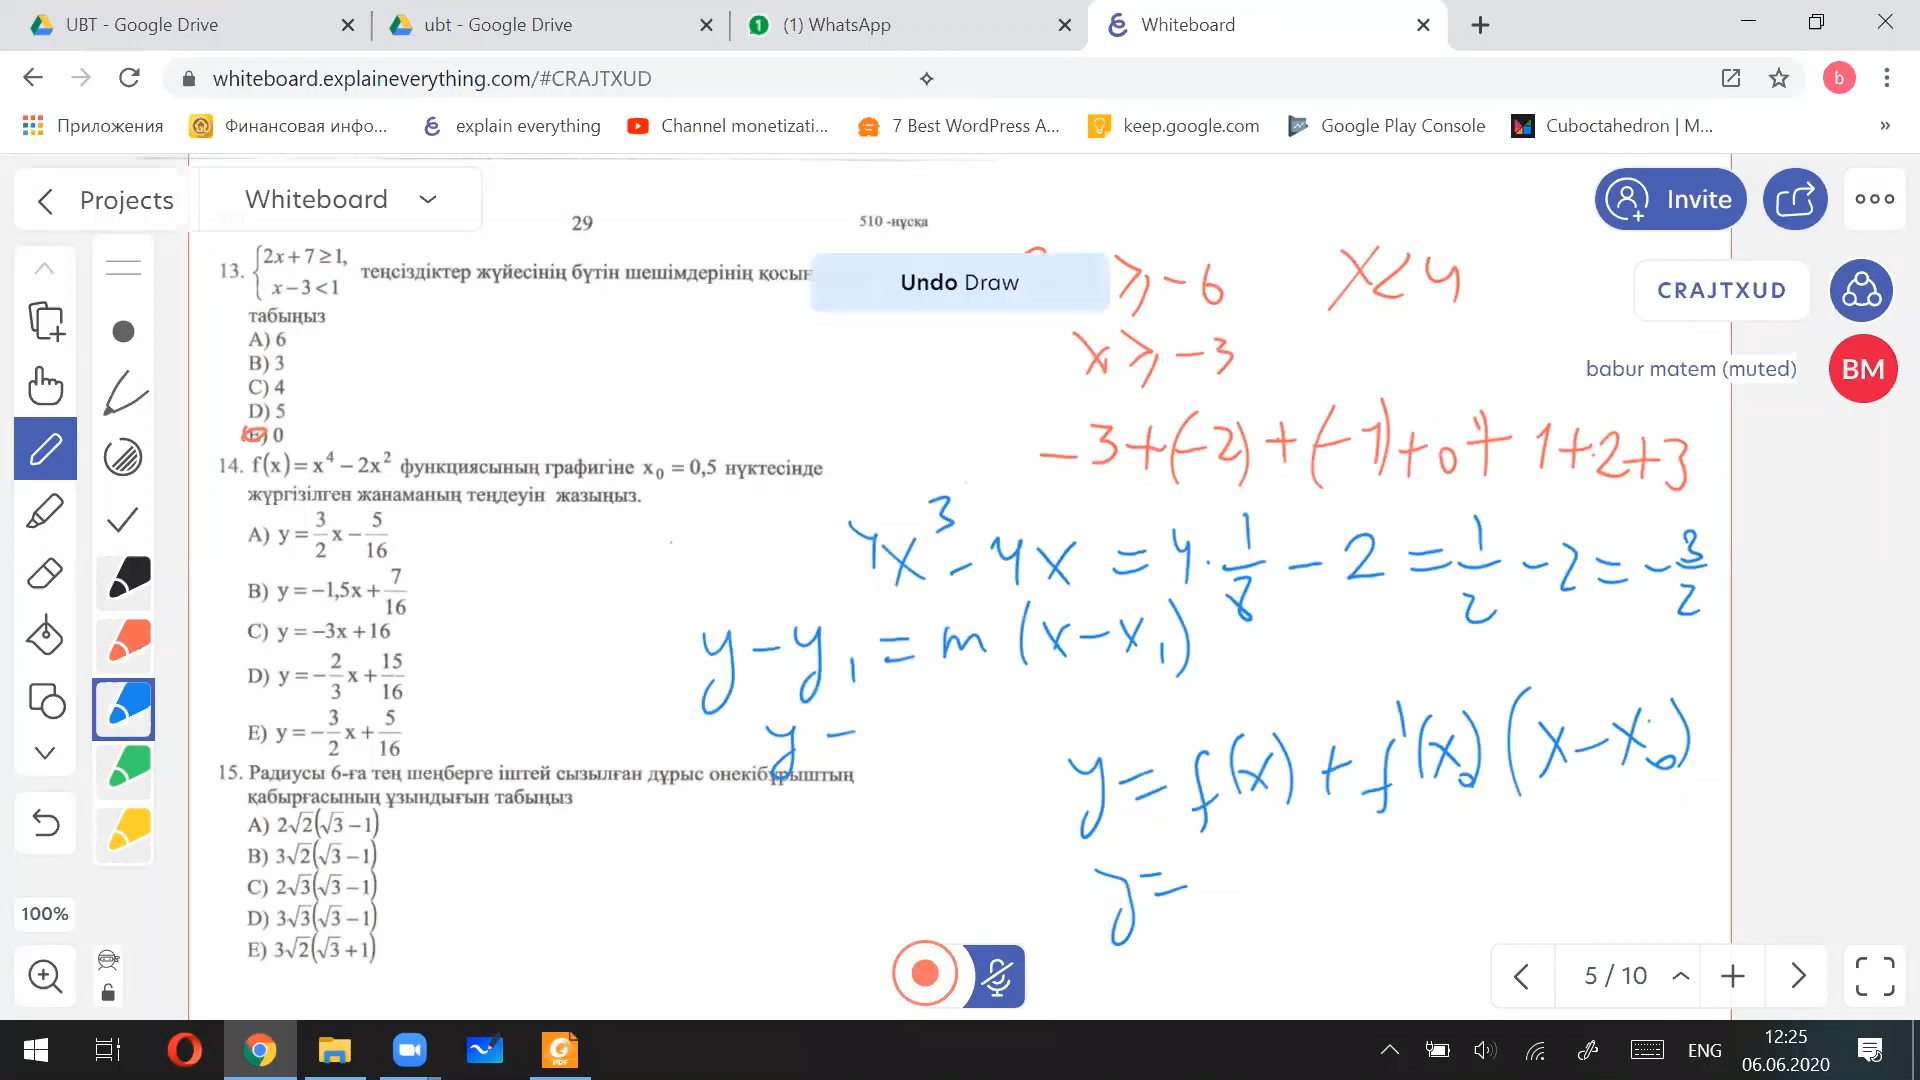 UBT - Google Drive
ubt - Google Drive
(1) WhatsApp
Whiteboard
whiteboard.explaineverything.com/#CRAJTXUD
b
Приложения
Финансовая инфо...
explain everything
Channel monetizati...
7 Best WordPress A...
keep.google.com
Google Play Console
Cuboctahedron | M...
Projects
Whiteboard
Invite
29
510 -нұсқа
Undo Draw
CRAJTXUD
babur matem (muted)
BM
13. {2x+7≥1, x−3<1 теңсіздіктер жүйесінің бүтін шешімдерінің қосын
табыңыз
A) 6
B) 3
C) 4
D) 5
E) 0
14. f(x)=x⁴−2x² функциясының графигіне x₀=0,5 нүктесінде
жүргізілген жанаманың теңдеуін жазыңыз.
A) y=3/2x−5/16
B) y=−1,5x+7/16
C) y=−3x+16
D) y=−2/3x+15/16
E) y=−3/2x+5/16
15. Радиусы 6-ға тең шеңберге іштей сызылған дұрыс онекібұрыштың
қабырғасының ұзындығын табыңыз
A) 2√2(√3−1)
B) 3√2(√3−1)
C) 2√3(√3−1)
D) 3√3(√3−1)
E) 3√2(√3+1)
⩾ −6
x<4
x ⩾ −3
−3+(−2)+(−1)+0+1+2+3
4x³−4x=4·1/8−2=1/2−2=−3/2
y−y₁=m(x−x₁)
y−
y=f(x)+f'(x₀)(x−x₀)
y=
100%
5 / 10
PDF
ENG
12:25
06.06.2020